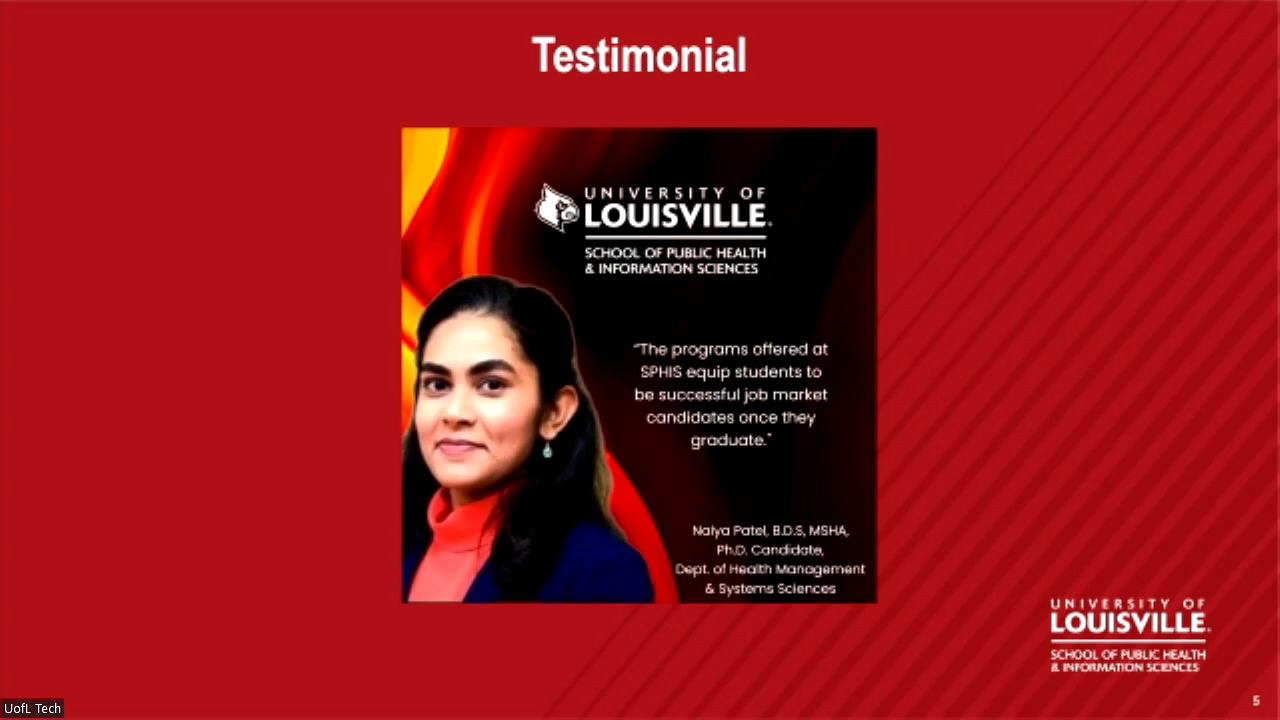 Testimonial
UNIVERSITY OF
LOUISVILLE.
SCHOOL OF PUBLIC HEALTH
& INFORMATION SCIENCES
“The programs offered at
SPHIS equip students to
be successful job market
candidates once they
graduate."
Naiya Patel, B.D.S, MSHA,
Ph.D. Candidate,
Dept. of Health Management
& Systems Sciences
UNIVERSITY OF
LOUISVILLE.
SCHOOL OF PUBLIC HEALTH
& INFORMATION SCIENCES
UofL Tech
5